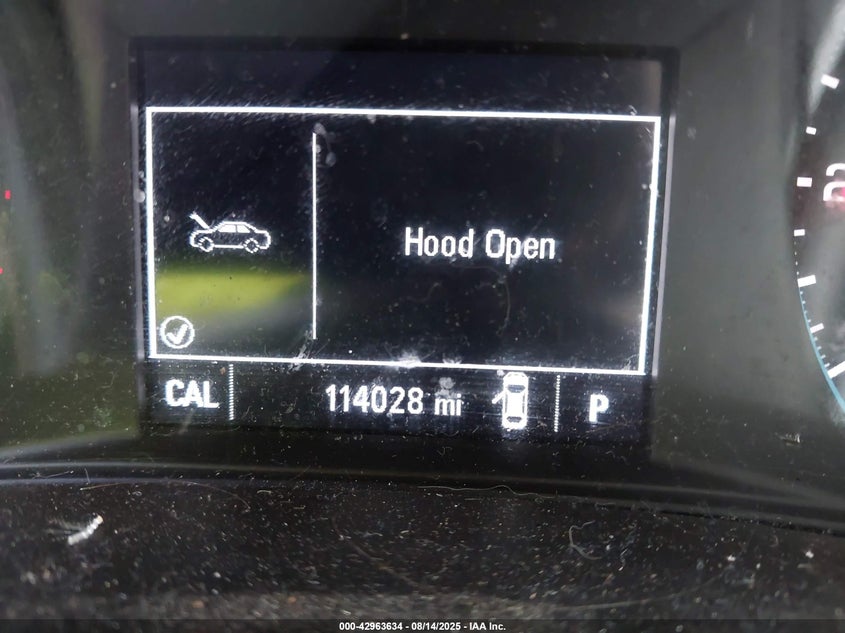 Hood Open
CAL 114028 mi P
000-42963634 - 08/14/2025 - IAA Inc.